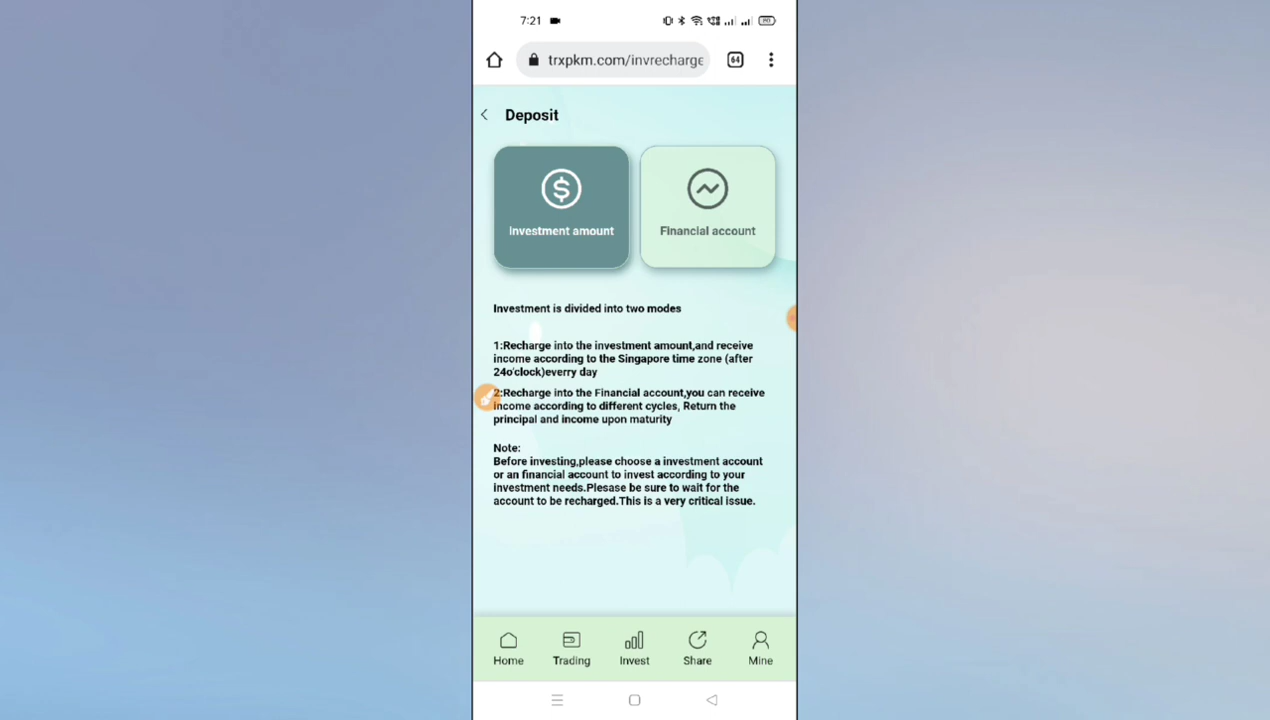 7:21
64
trxpkm.com/invrecharge
Deposit
Investment amount
Financial account
Investment is divided into two modes
1:Recharge into the investment amount,and receive
income according to the Singapore time zone (after
24o'clock)everry day
2:Recharge into the Financial account,you can receive
income according to different cycles, Return the
principal and income upon maturity
Note:
Before investing,please choose a investment account
or an financial account to invest according to your
investment needs.Plesase be sure to wait for the
account to be recharged.This is a very critical issue.
Home
Trading
Invest
Share
Mine